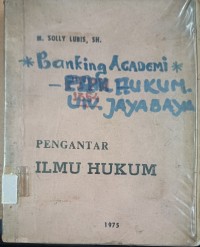 M. SOLLY LUBIS, SH.
* Banking Academi *
- HUKUM.
UN. JAYABAYA
PENGANTAR
ILMU HUKUM
1975